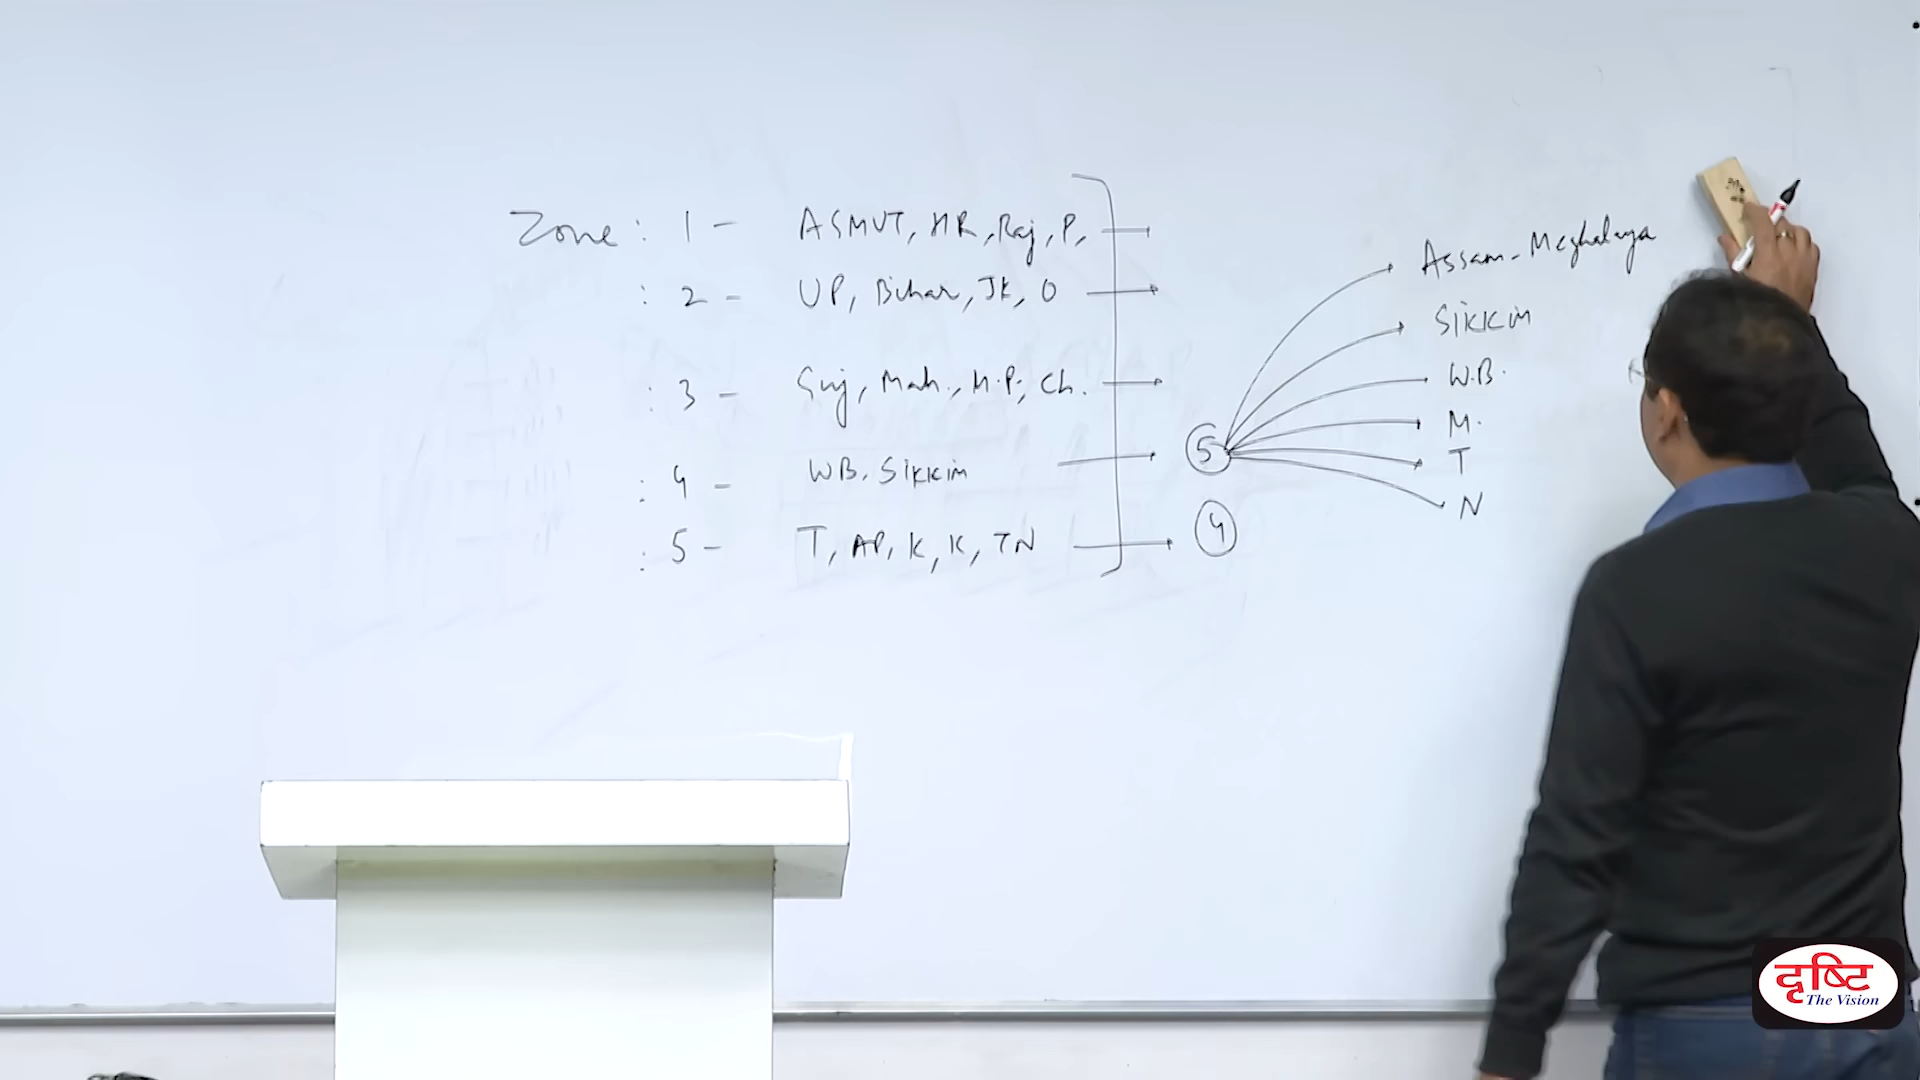 Zone : 1 - ASMUT, HR, Raj, P,
: 2 - UP, Bihar, JK, O
: 3 - Guj, Mah., M.P., Ch.
: 4 - WB. Sikkim
: 5 - T, AP, K, K, TN
5
4
Assam - Meghalaya
Sikkim
W.B.
M.
T
N
दृष्टि
The Vision